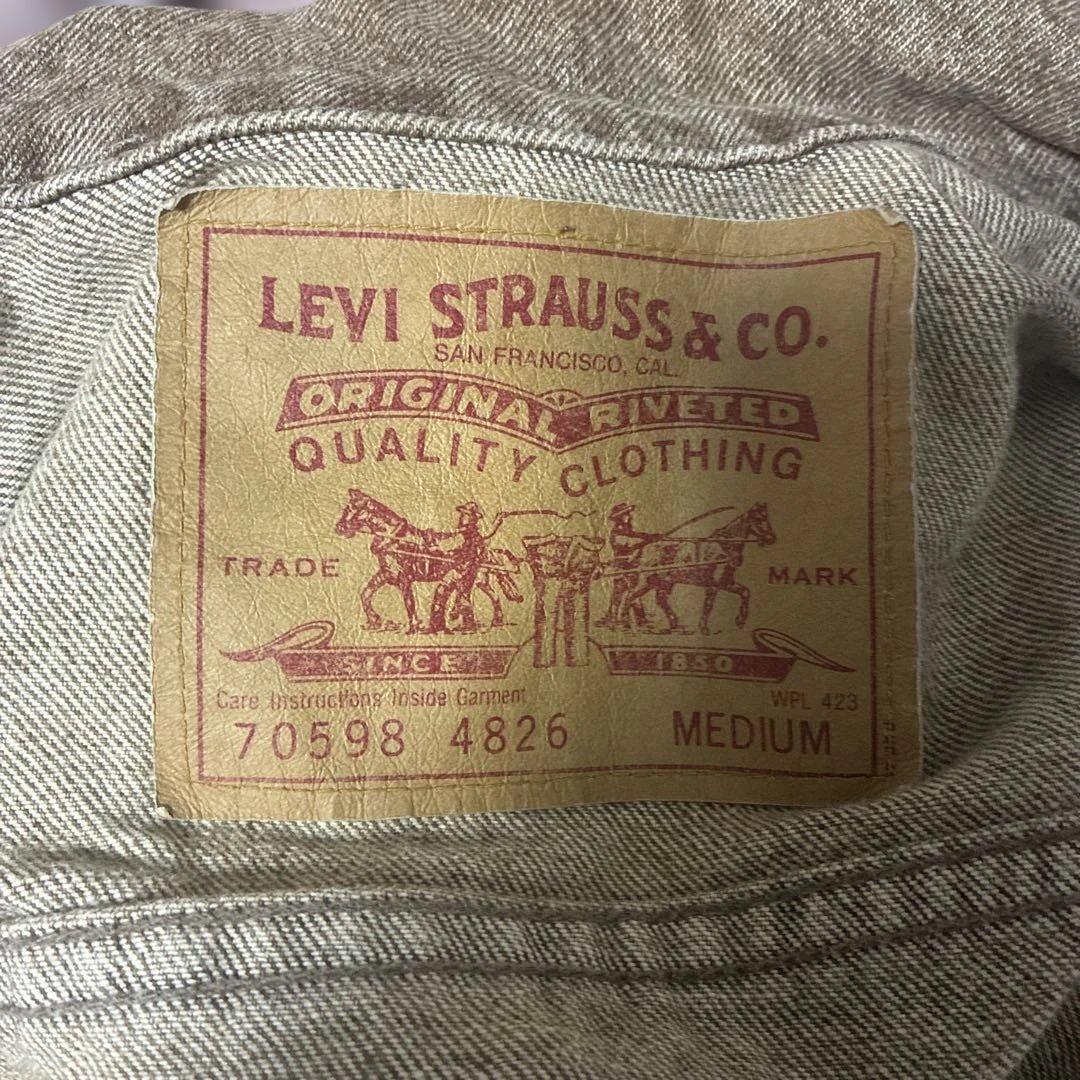 LEVI STRAUSS & CO.
SAN FRANCISCO, CAL.
ORIGINAL RIVETED
QUALITY CLOTHING
TRADE MARK
SINCE 1850
Care Instructions Inside Garment WPL 423
70598 4826 MEDIUM